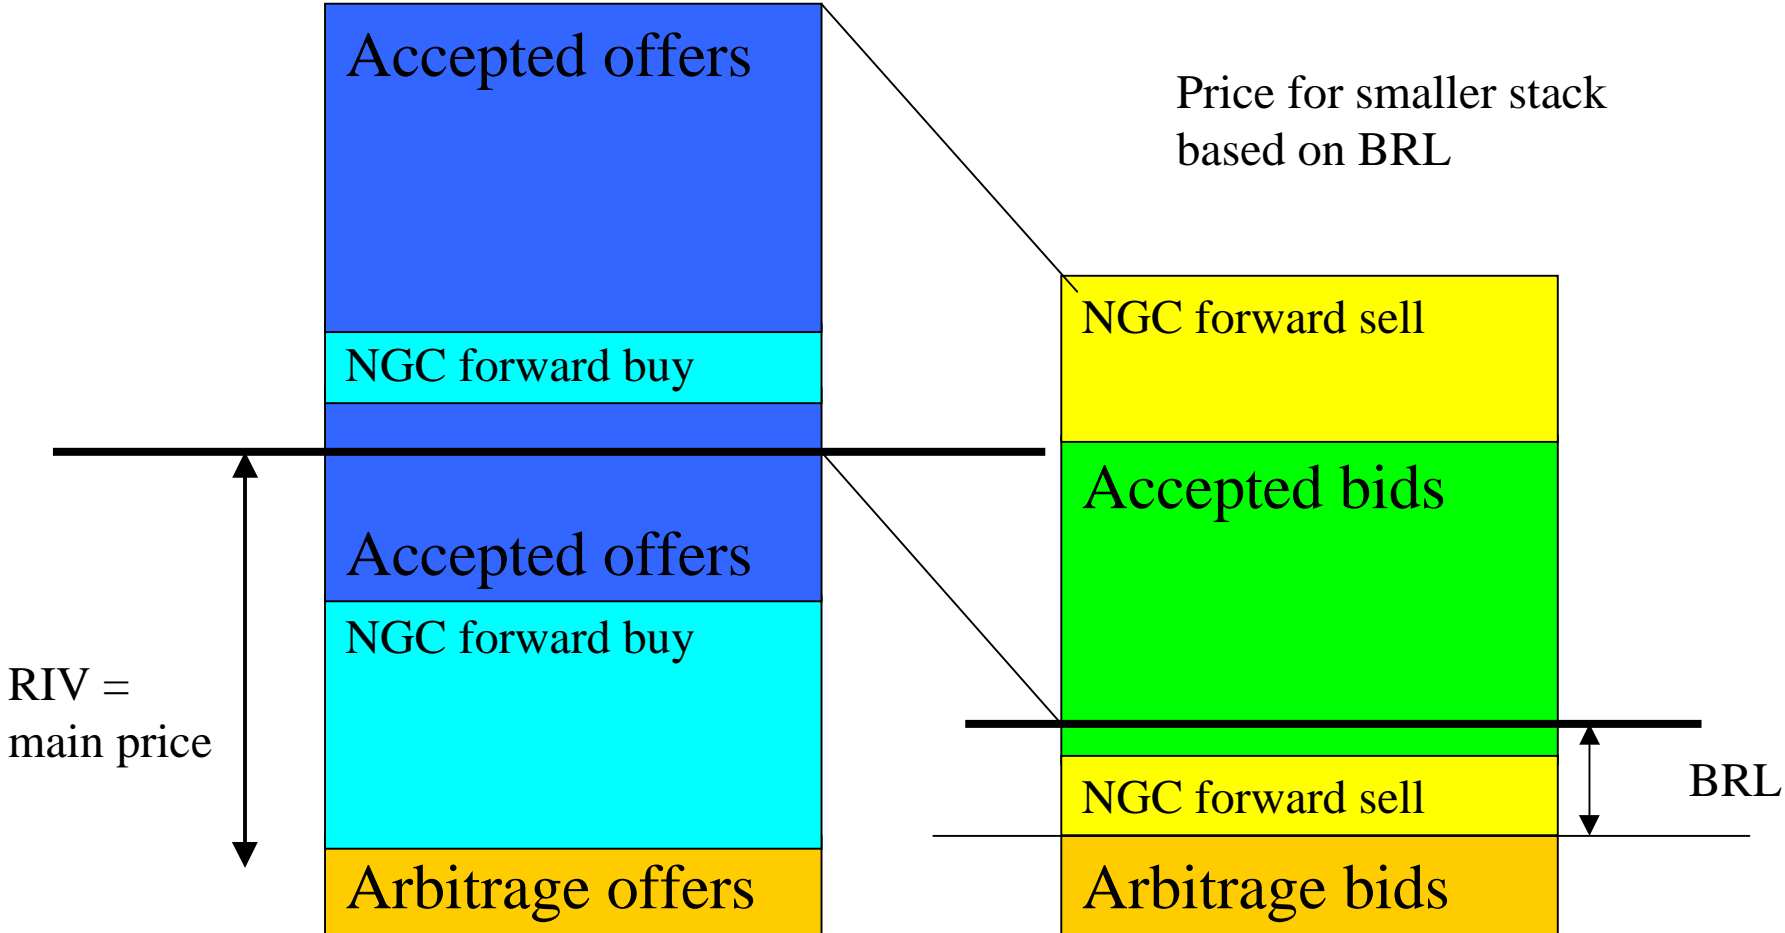 Accepted offers
Price for smaller stack
based on BRL
NGC forward sell
NGC forward buy
Accepted bids
Accepted offers
NGC forward buy
RIV =
main price
NGC forward sell
BRL
Arbitrage offers
Arbitrage bids